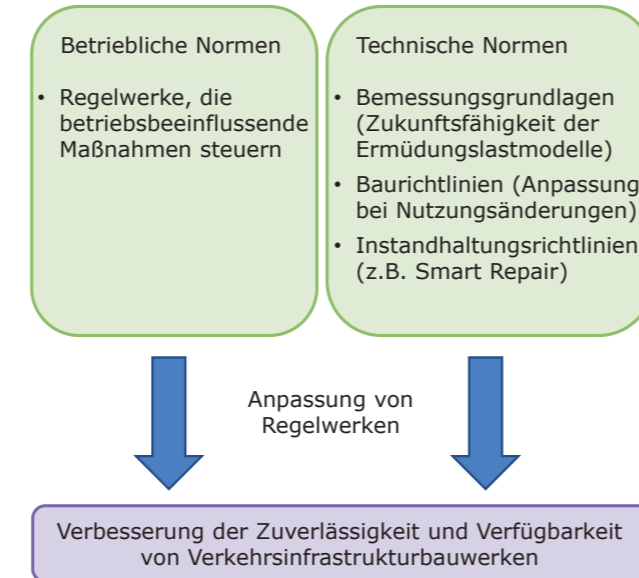 Betriebliche Normen
• Regelwerke, die
betriebsbeeinflussende
Maßnahmen steuern
Technische Normen
• Bemessungsgrundlagen
(Zukunftsfähigkeit der
Ermüdungslastmodelle)
• Baurichtlinien (Anpassung
bei Nutzungsänderungen)
• Instandhaltungsrichtlinien
(z.B. Smart Repair)
Anpassung von
Regelwerken
Verbesserung der Zuverlässigkeit und Verfügbarkeit
von Verkehrsinfrastrukturbauwerken